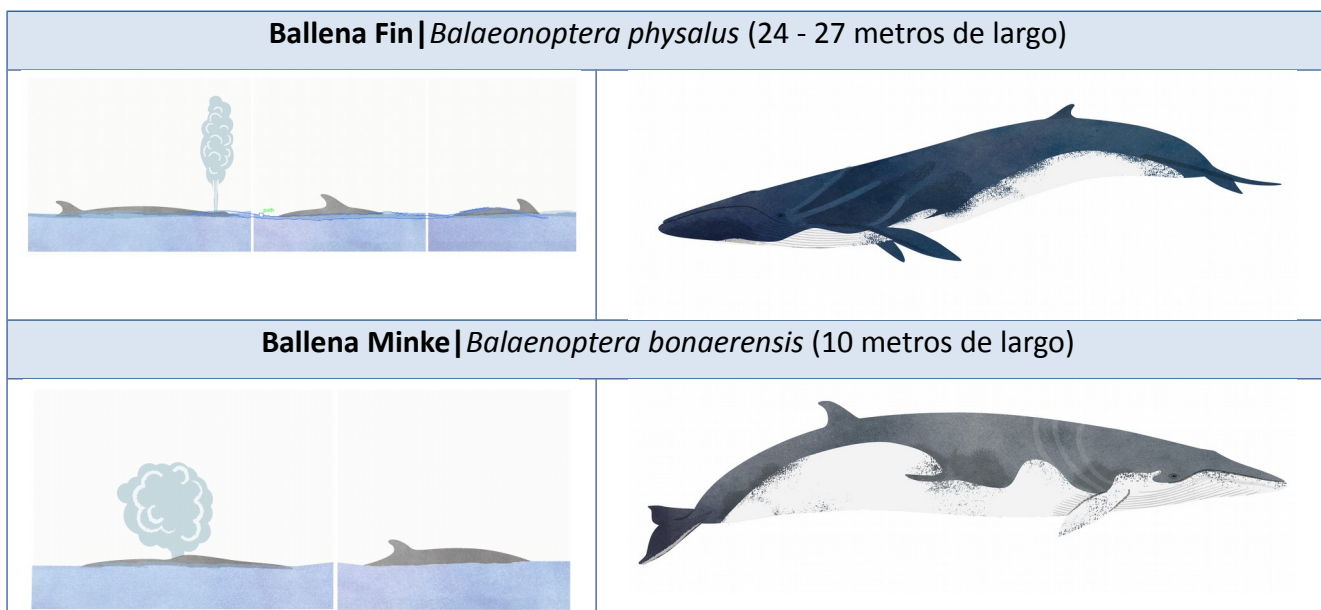 Ballena Fin|Balaeonoptera physalus (24 - 27 metros de largo)
Ballena Minke|Balaenoptera bonaerensis (10 metros de largo)